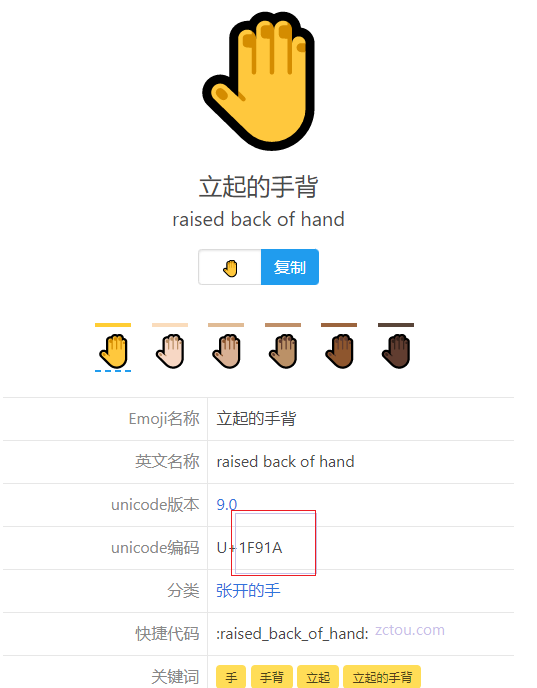 立起的手背
raised back of hand
复制
Emoji名称 立起的手背
英文名称 raised back of hand
unicode版本 9.0
unicode编码 U+1F91A
分类 张开的手
快捷代码 :raised_back_of_hand: zctou.com
关键词 手 手背 立起 立起的手背